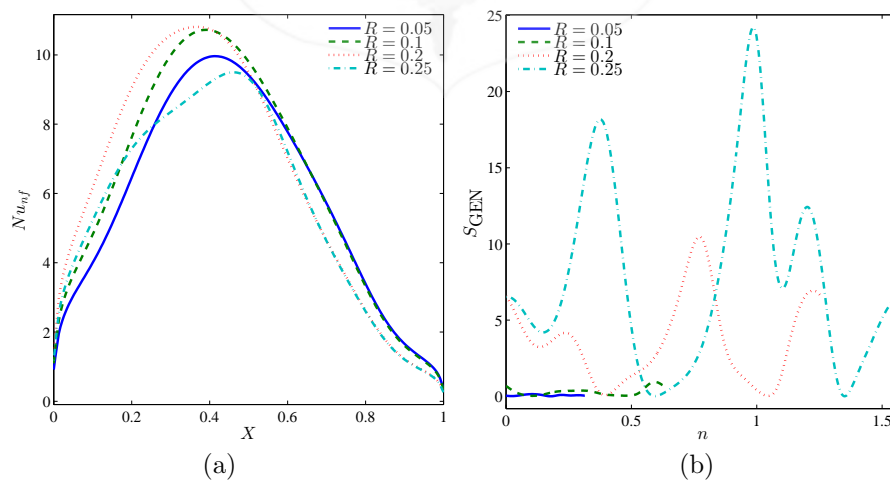 R = 0.05
R = 0.1
R = 0.2
R = 0.25
10
8
6
4
2
0
Nu_nf
0
0.2
0.4
0.6
0.8
1
X
(a)
R = 0.05
R = 0.1
R = 0.2
R = 0.25
25
20
15
10
5
0
S_GEN
0
0.5
1
1.5
n
(b)